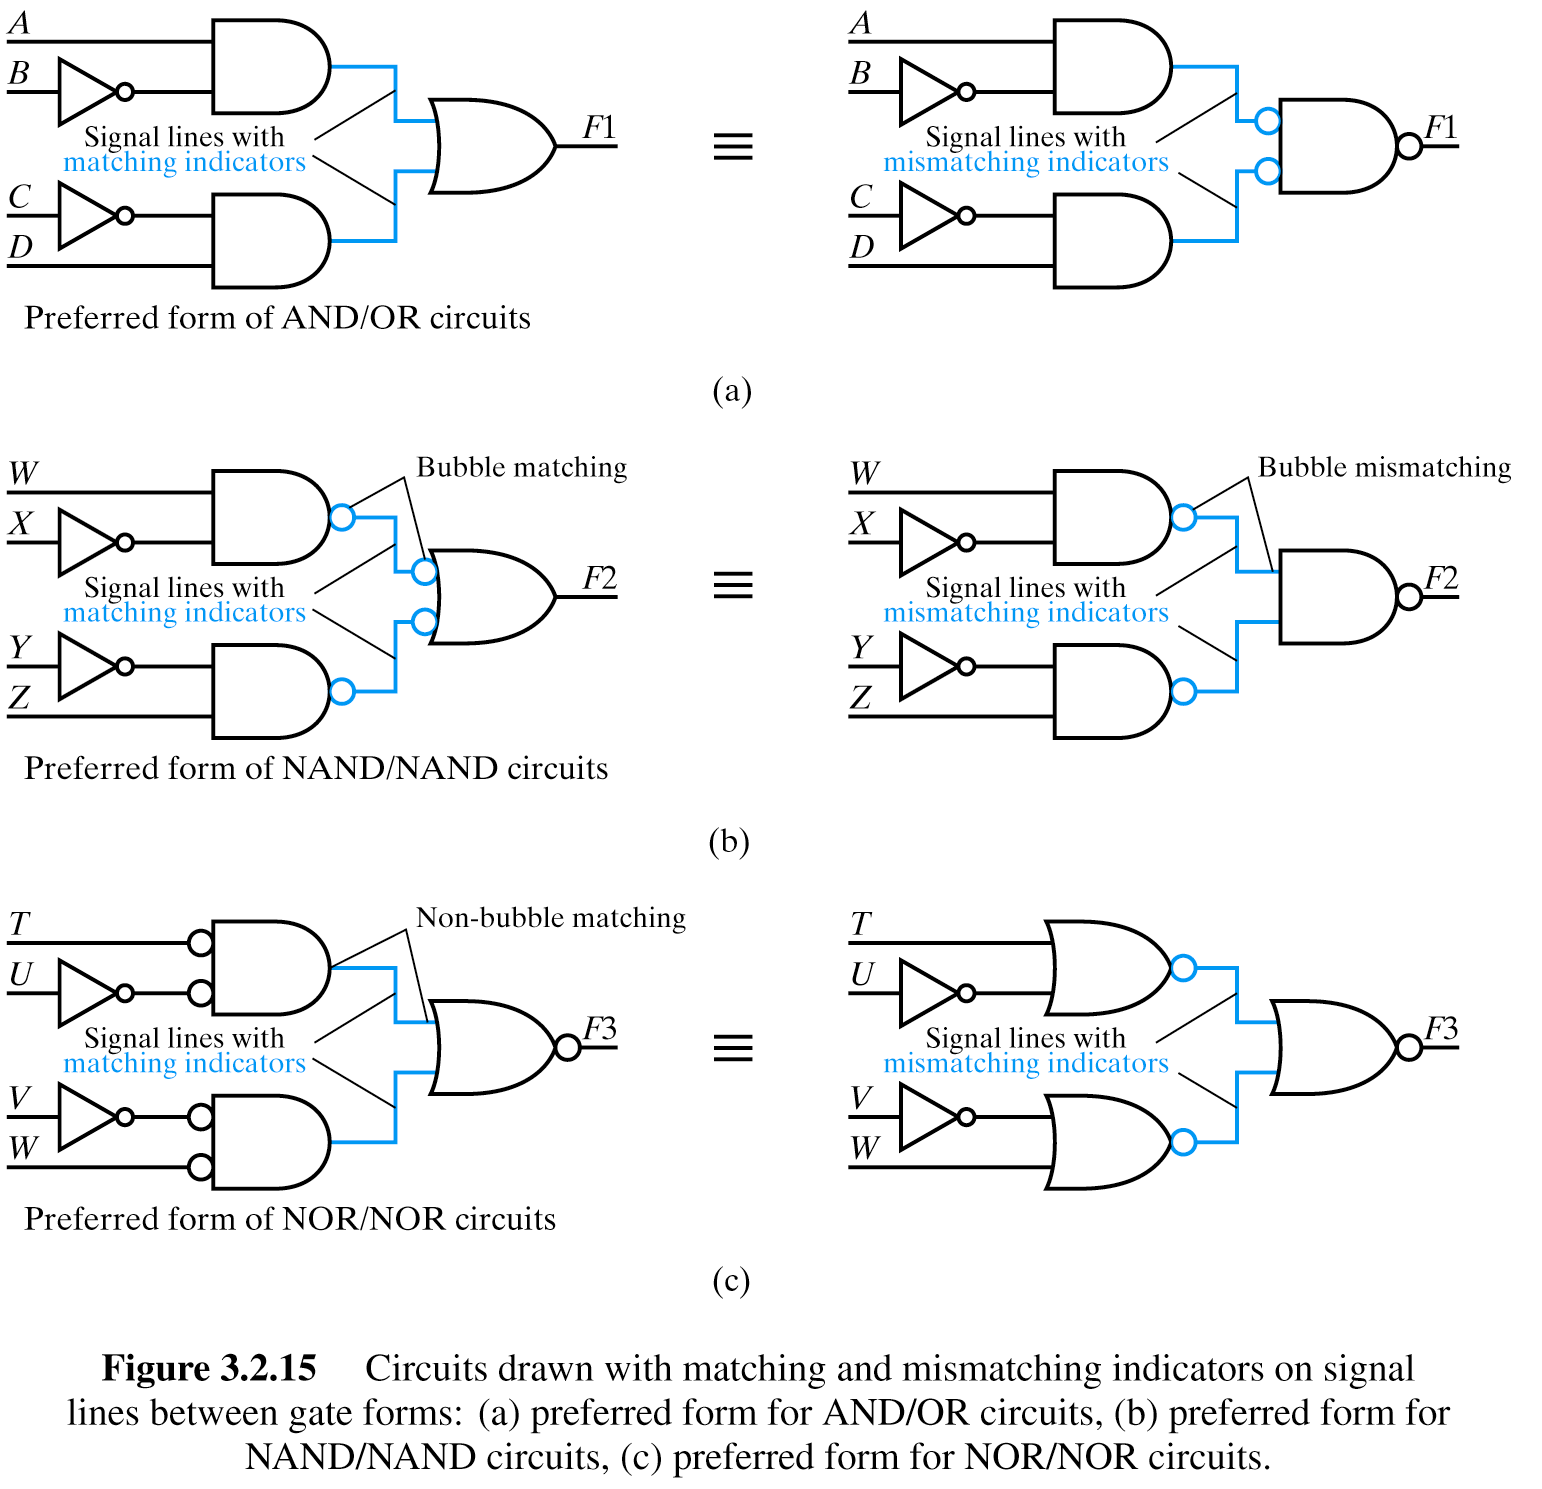 A
B
Signal lines with
matching indicators
C
D
F1
≡
A
B
Signal lines with
mismatching indicators
C
D
F1
Preferred form of AND/OR circuits
(a)
W
X
Bubble matching
Signal lines with
matching indicators
Y
Z
F2
≡
W
X
Bubble mismatching
Signal lines with
mismatching indicators
Y
Z
F2
Preferred form of NAND/NAND circuits
(b)
T
U
Non-bubble matching
Signal lines with
matching indicators
V
W
F3
≡
T
U
Signal lines with
mismatching indicators
V
W
F3
Preferred form of NOR/NOR circuits
(c)
Figure 3.2.15 Circuits drawn with matching and mismatching indicators on signal
lines between gate forms: (a) preferred form for AND/OR circuits, (b) preferred form for
NAND/NAND circuits, (c) preferred form for NOR/NOR circuits.